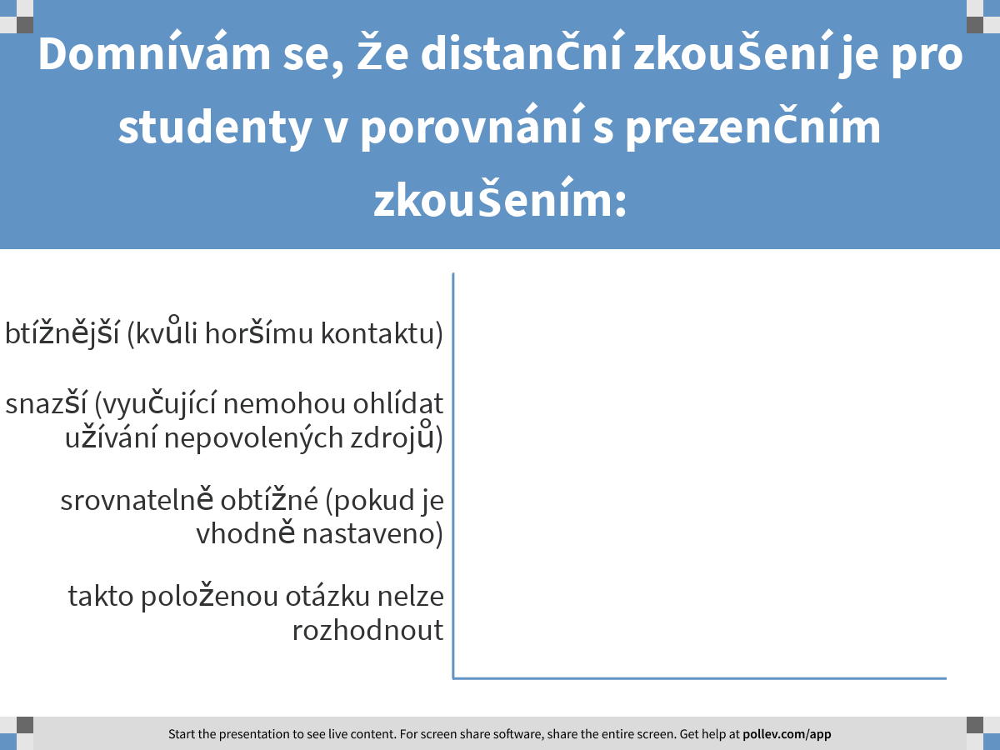 Domnívám se, že distanční zkoušení je pro
studenty v porovnání s prezenčním
zkoušením:
btížnější (kvůli horšímu kontaktu)
snazší (vyučující nemohou ohlídat
užívání nepovolených zdrojů)
srovnatelně obtížné (pokud je
vhodně nastaveno)
takto položenou otázku nelze
rozhodnout
Start the presentation to see live content. For screen share software, share the entire screen. Get help at pollev.com/app